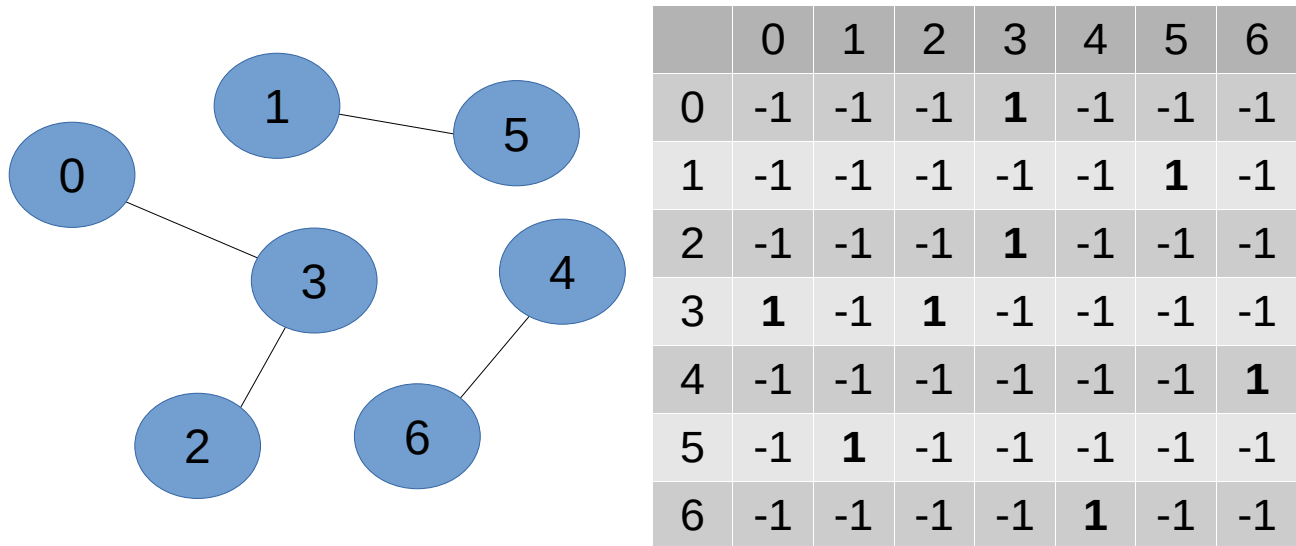 1
5
0
3
4
2
6
0 1 2 3 4 5 6
0 -1 -1 -1 1 -1 -1 -1
1 -1 -1 -1 -1 -1 1 -1
2 -1 -1 -1 1 -1 -1 -1
3 1 -1 1 -1 -1 -1 -1
4 -1 -1 -1 -1 -1 -1 1
5 -1 1 -1 -1 -1 -1 -1
6 -1 -1 -1 -1 1 -1 -1